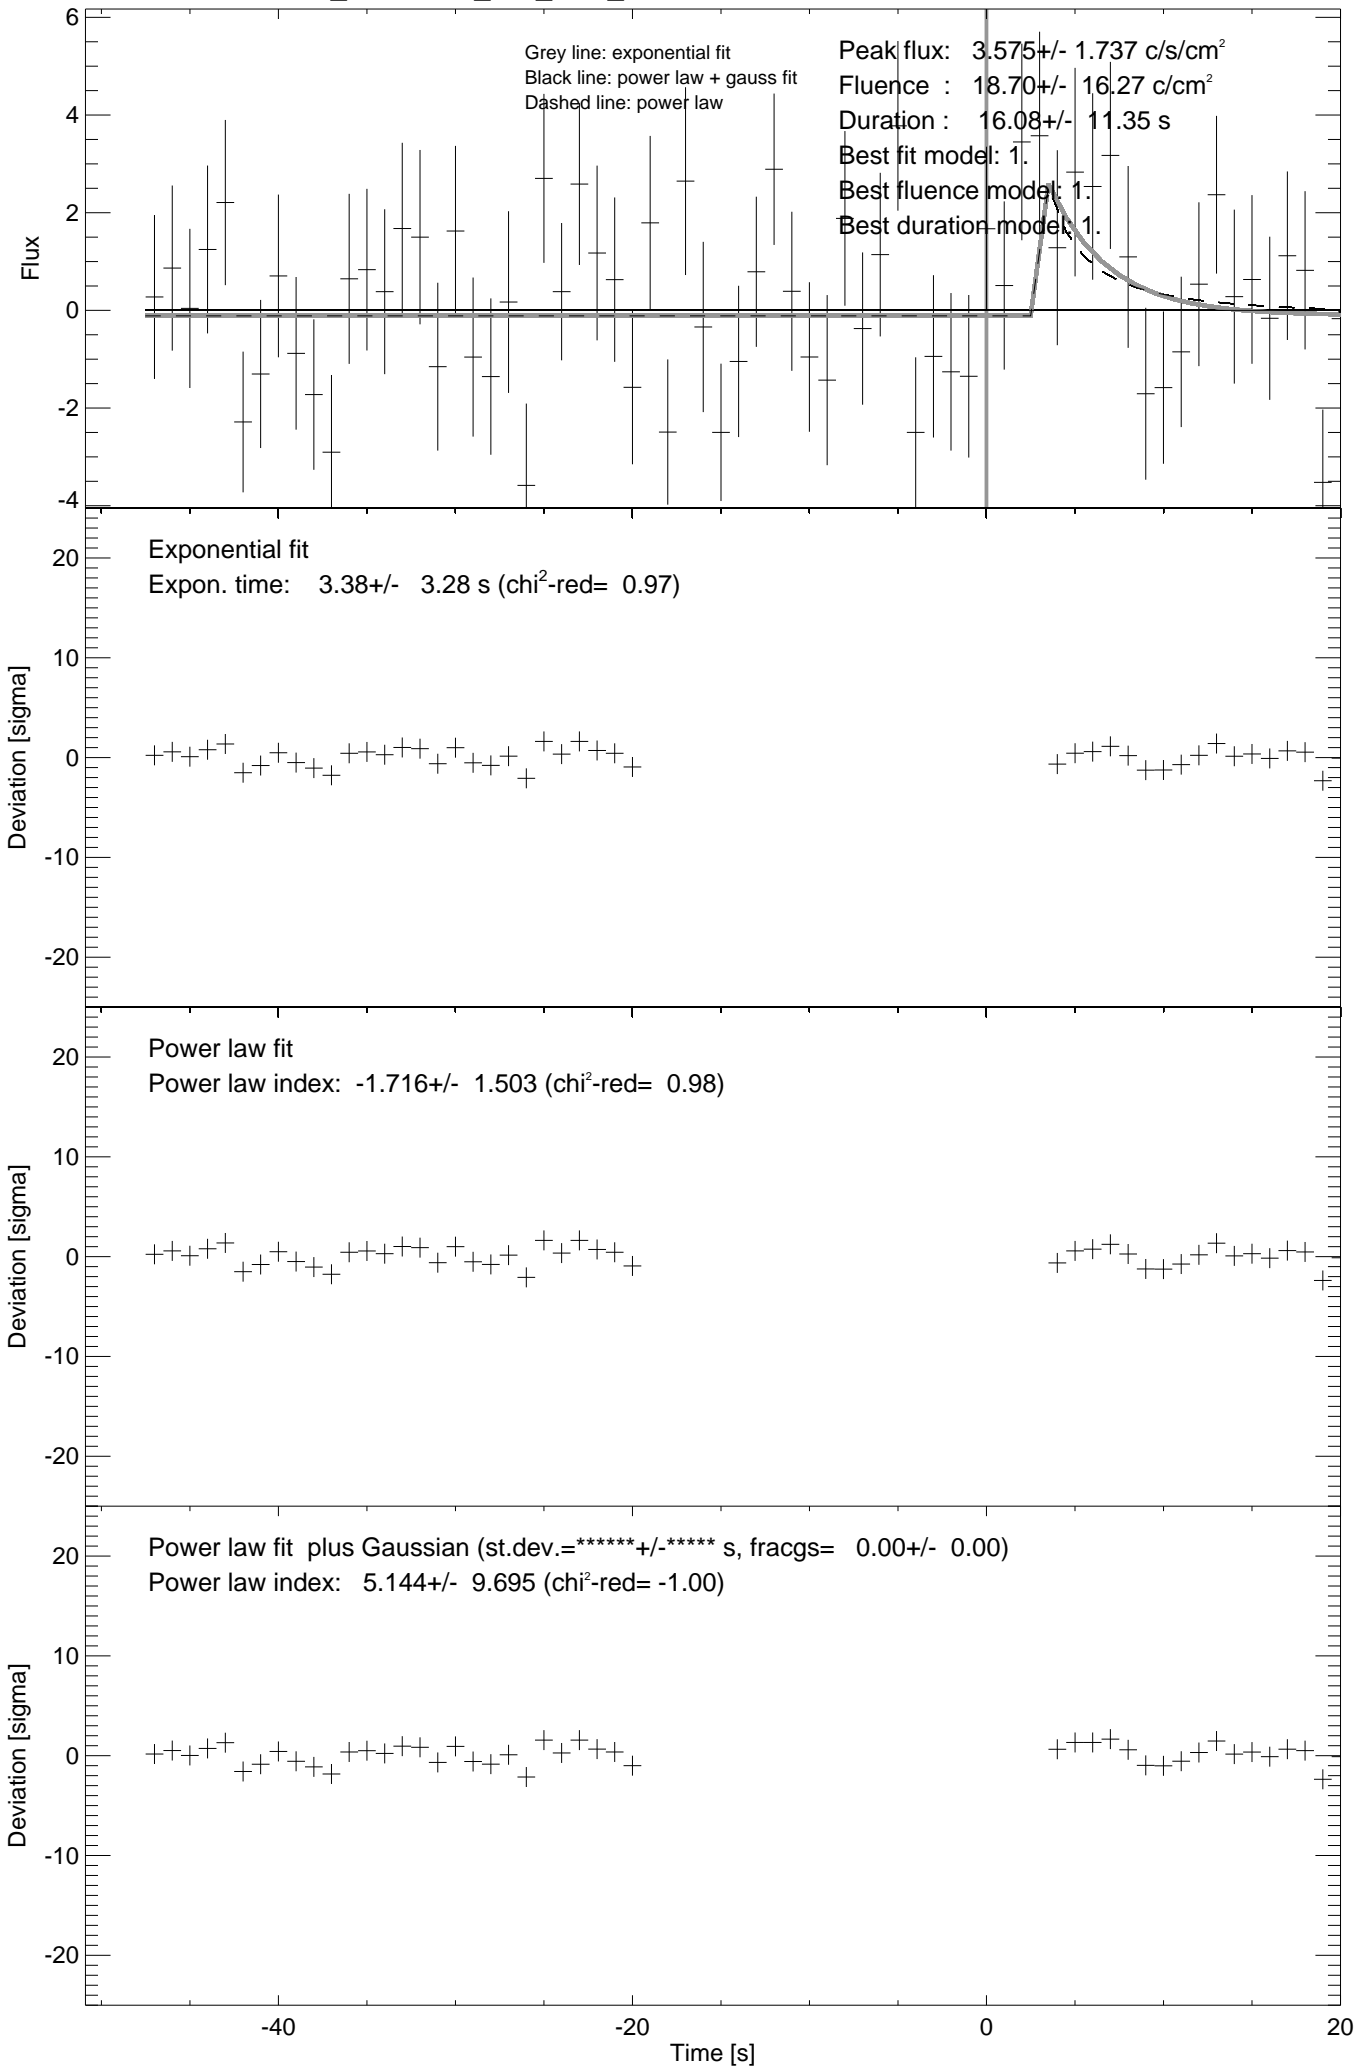 Grey line: exponential fit
Black line: power law + gauss fit
Dashed line: power law
Peak flux: 3.575+/- 1.737 c/s/cm²
Fluence : 18.70+/- 16.27 c/cm²
Duration : 16.08+/- 11.35 s
Best fit model: 1.
Best fluence model: 1.
Best duration model: 1.
6
4
2
0
-2
-4
Flux
Exponential fit
Expon. time: 3.38+/- 3.28 s (chi²-red= 0.97)
20
10
0
-10
-20
Deviation [sigma]
Power law fit
Power law index: -1.716+/- 1.503 (chi²-red= 0.98)
20
10
0
-10
-20
Deviation [sigma]
Power law fit plus Gaussian (st.dev.=******+/-***** s, fracgs= 0.00+/- 0.00)
Power law index: 5.144+/- 9.695 (chi²-red= -1.00)
20
10
0
-10
-20
Deviation [sigma]
-40 -20 0 20
Time [s]